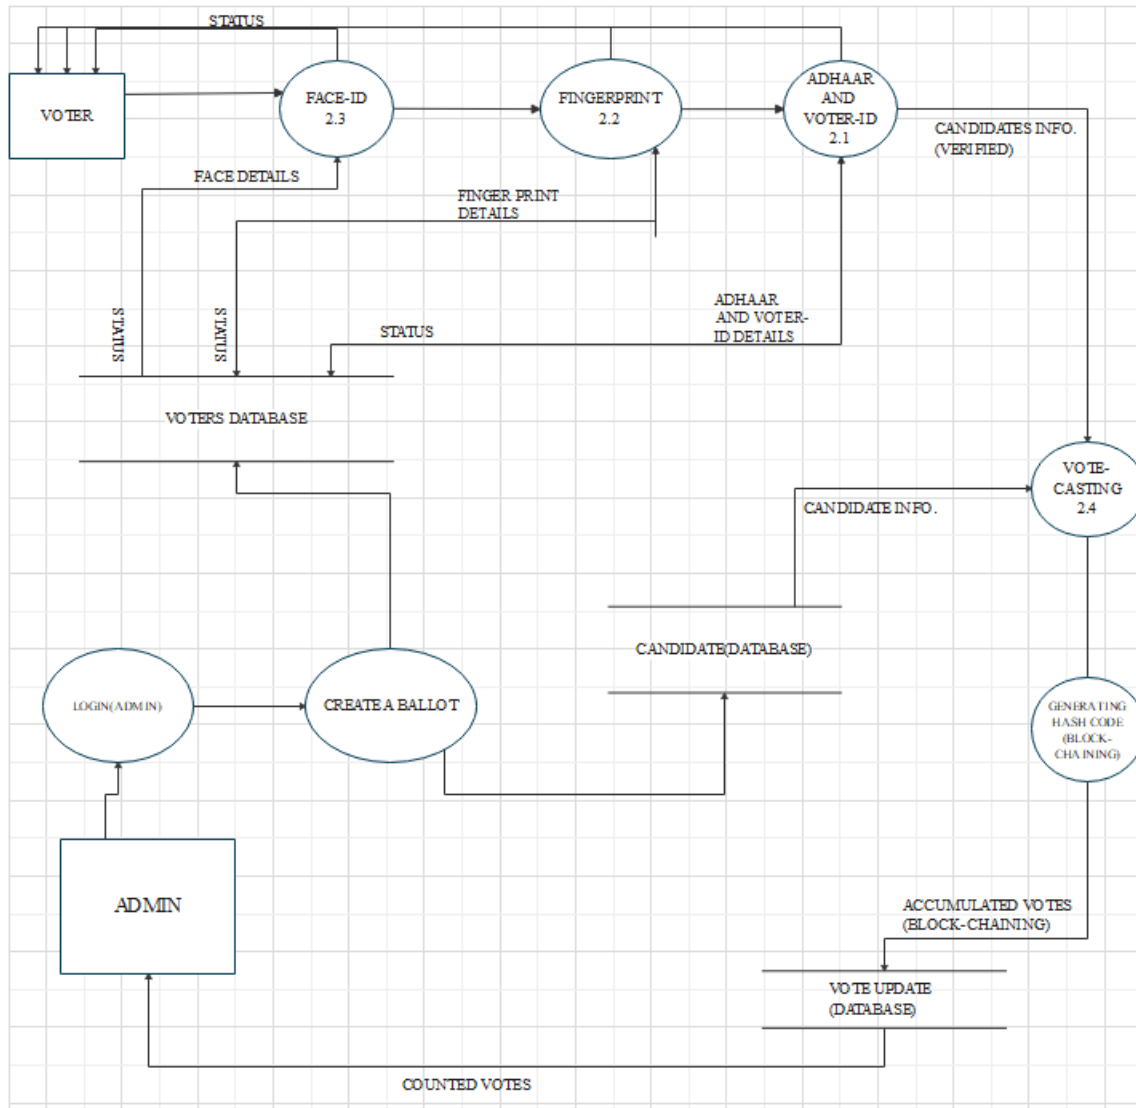 STATUS
VOTER
FACE-ID
2.3
FINGERPRINT
2.2
ADHAAR
AND
VOTER-ID
2.1
CANDIDATES INFO.
(VERIFIED)
FACE DETAILS
FINGER PRINT
DETAILS
STATUS
STATUS
STATUS
ADHAAR
AND VOTER-
ID DETAILS
VOTERS DATABASE
VOTE-
CASTING
2.4
CANDIDATE INFO.
CANDIDATE(DATABASE)
LOGIN(ADMIN)
CREATE A BALLOT
GENERATING
HASH CODE
(BLOCK-
CHAINING)
ADMIN
ACCUMULATED VOTES
(BLOCK-CHAINING)
VOTE UPDATE
(DATABASE)
COUNTED VOTES